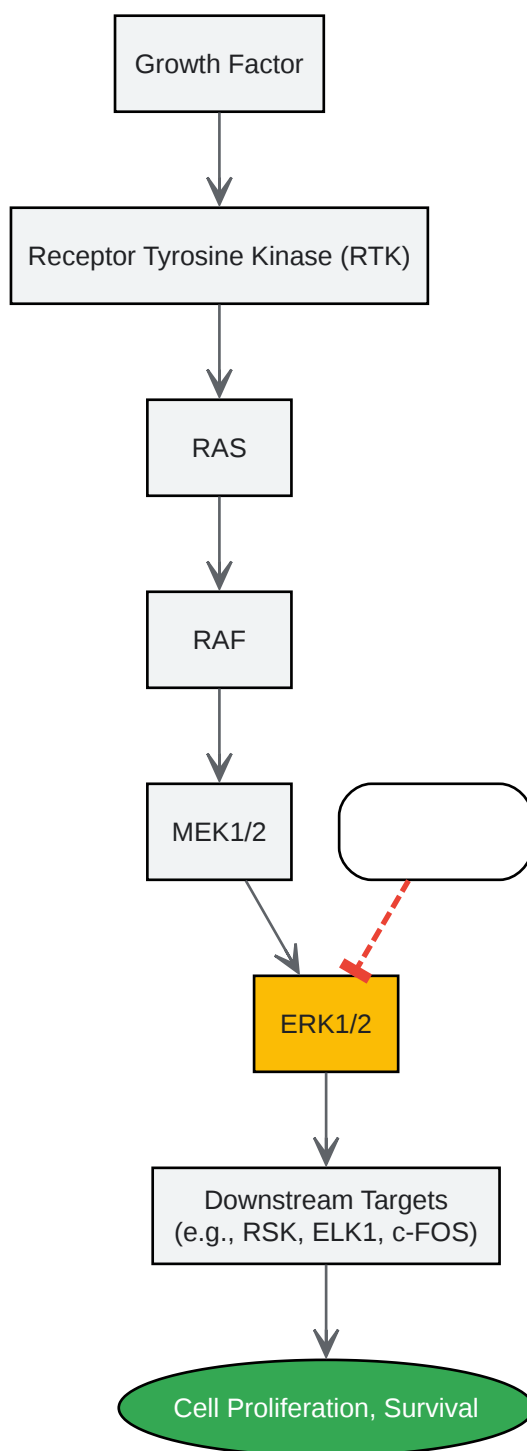 Growth Factor
Receptor Tyrosine Kinase (RTK)
RAS
RAF
MEK1/2
ERK1/2
Downstream Targets
(e.g., RSK, ELK1, c-FOS)
Cell Proliferation, Survival